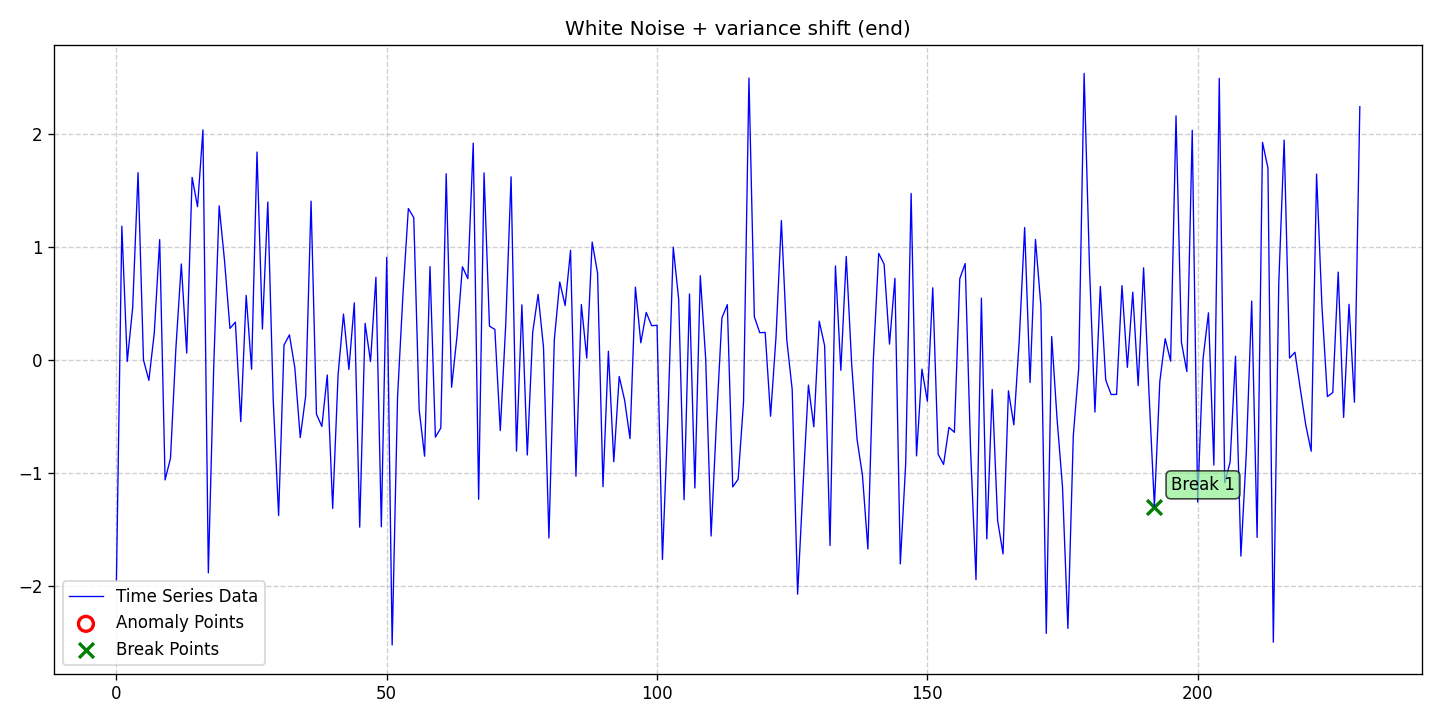 White Noise + variance shift (end)
2
1
0
−1
−2
Break 1
Time Series Data
Anomaly Points
Break Points
0 50 100 150 200